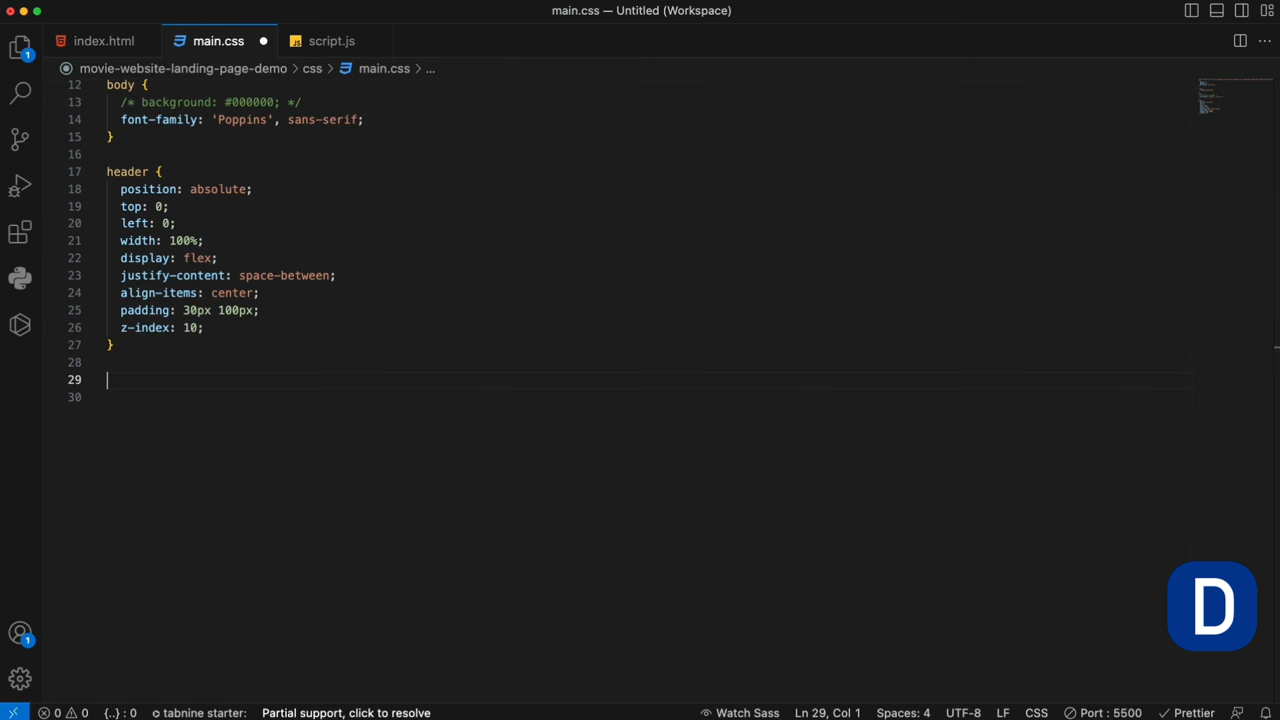 main.css — Untitled (Workspace)
index.html
main.css
script.js
movie-website-landing-page-demo > css > main.css > ...
12 body {
13 /* background: #000000; */
14 font-family: 'Poppins', sans-serif;
15 }
16
17 header {
18 position: absolute;
19 top: 0;
20 left: 0;
21 width: 100%;
22 display: flex;
23 justify-content: space-between;
24 align-items: center;
25 padding: 30px 100px;
26 z-index: 10;
27 }
28
29
30
1
1
D
0 0 {..} : 0 tabnine starter: Partial support, click to resolve Watch Sass Ln 29, Col 1 Spaces: 4 UTF-8 LF CSS Port : 5500 Prettier